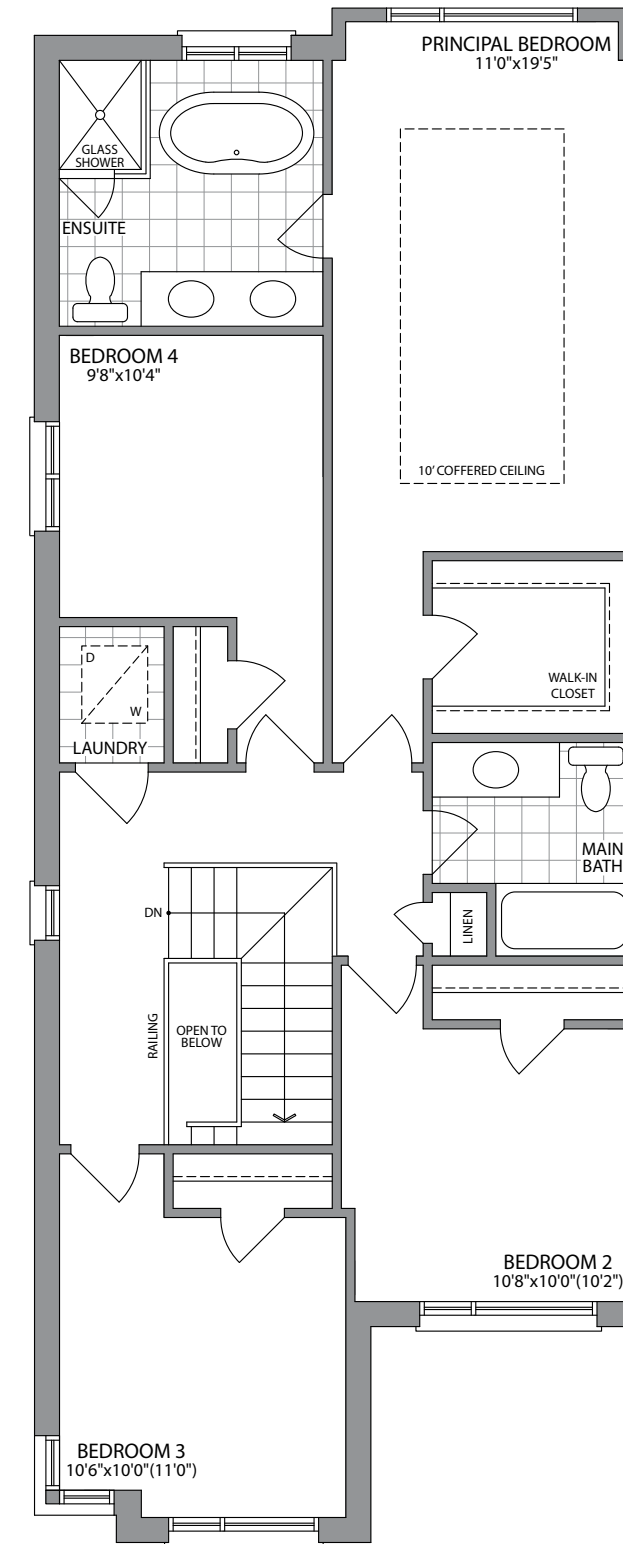 PRINCIPAL BEDROOM
11'0"x19'5"
GLASS
SHOWER
ENSUITE
BEDROOM 4
9'8"x10'4"
10' COFFERED CEILING
D
W
LAUNDRY
WALK-IN
CLOSET
MAIN
BATH
DN
LINEN
RAILING
OPEN TO
BELOW
BEDROOM 2
10'8"x10'0"(10'2")
BEDROOM 3
10'6"x10'0"(11'0")